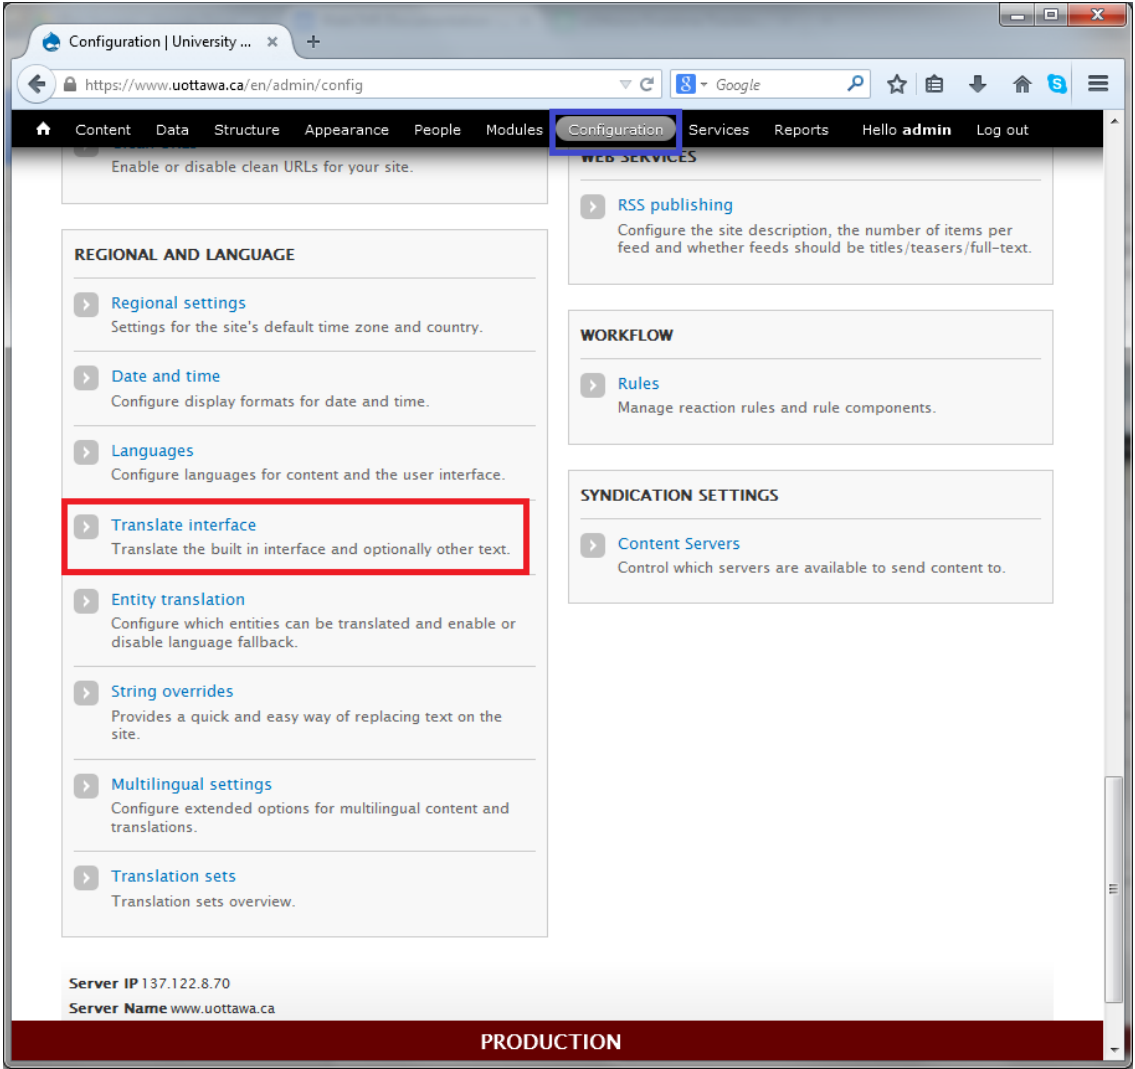 Configuration | University ...
https://www.uottawa.ca/en/admin/config
Google
Content Data Structure Appearance People Modules Configuration Services Reports Hello admin Log out
Clean URLs
Enable or disable clean URLs for your site.
REGIONAL AND LANGUAGE
Regional settings
Settings for the site's default time zone and country.
Date and time
Configure display formats for date and time.
Languages
Configure languages for content and the user interface.
Translate interface
Translate the built in interface and optionally other text.
Entity translation
Configure which entities can be translated and enable or
disable language fallback.
String overrides
Provides a quick and easy way of replacing text on the
site.
Multilingual settings
Configure extended options for multilingual content and
translations.
Translation sets
Translation sets overview.
WEB SERVICES
RSS publishing
Configure the site description, the number of items per
feed and whether feeds should be titles/teasers/full-text.
WORKFLOW
Rules
Manage reaction rules and rule components.
SYNDICATION SETTINGS
Content Servers
Control which servers are available to send content to.
Server IP 137.122.8.70
Server Name www.uottawa.ca
PRODUCTION